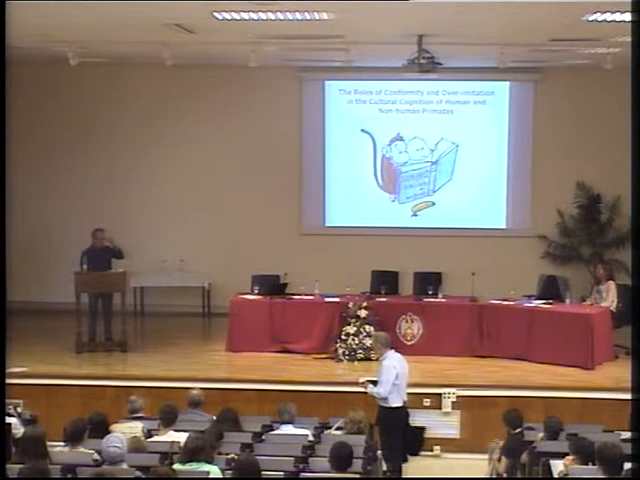 The Roles of Conformity and Over-imitation
in the Cultural Cognition of Human and
Non-human Primates